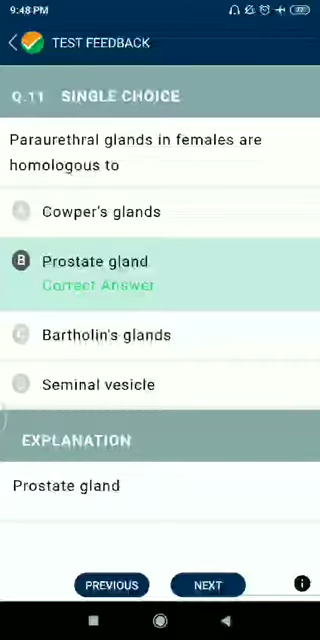 9:48 PM
TEST FEEDBACK
Q.11 SINGLE CHOICE
Paraurethral glands in females are
homologous to
A Cowper's glands
B Prostate gland
Correct Answer
C Bartholin's glands
D Seminal vesicle
EXPLANATION
Prostate gland
PREVIOUS
NEXT